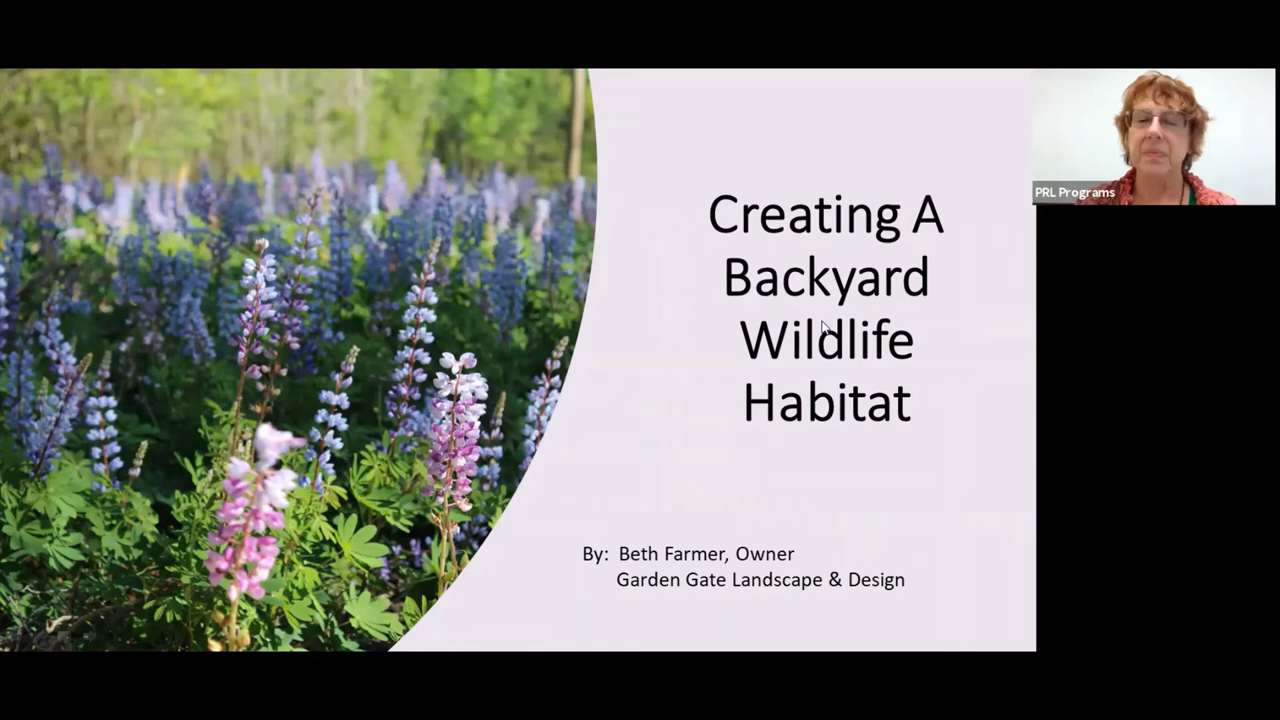 Creating A
Backyard
Wildlife
Habitat
By: Beth Farmer, Owner
Garden Gate Landscape & Design
PRL Programs